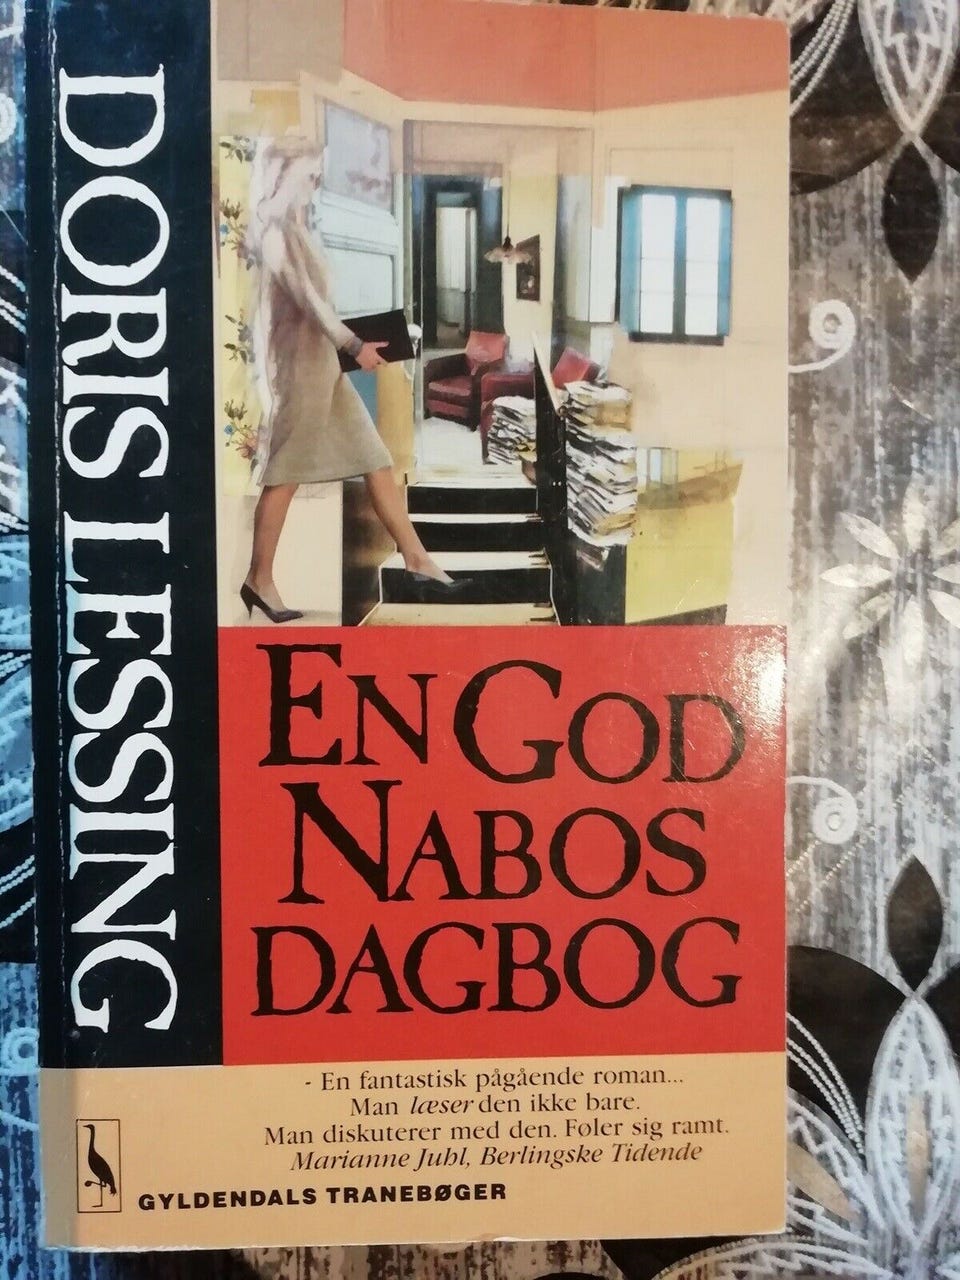 DORIS LESSING
EN GOD
NABOS
DAGBOG
- En fantastisk pågående roman...
Man læser den ikke bare.
Man diskuterer med den. Føler sig ramt.
Marianne Juhl, Berlingske Tidende
GYLDENDALS TRANEBØGER